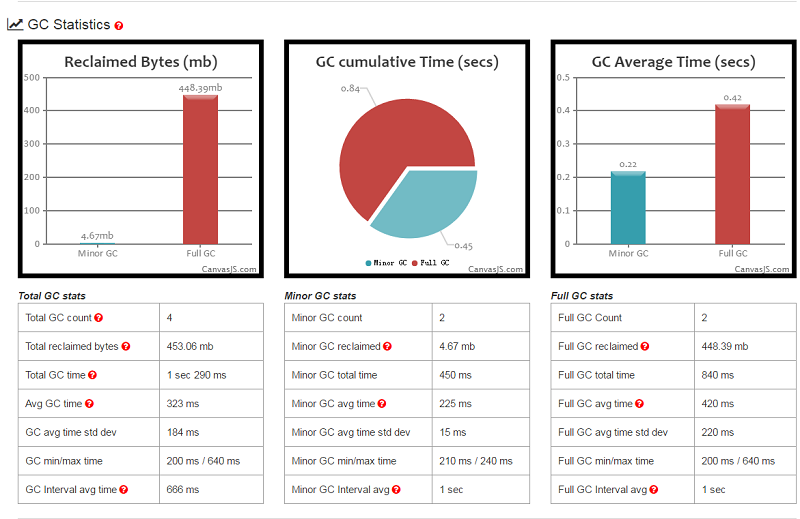 GC Statistics
Reclaimed Bytes (mb)
500
400
300
200
100
0
448.39mb
4.67mb
Minor GC
Full GC
CanvasJS.com
GC cumulative Time (secs)
0.84
0.45
Minor GC Full GC
CanvasJS.com
GC Average Time (secs)
0.5
0.4
0.3
0.2
0.1
0
0.42
0.22
Minor GC
Full GC
CanvasJS.com
Total GC stats
Total GC count 4
Total reclaimed bytes 453.06 mb
Total GC time 1 sec 290 ms
Avg GC time 323 ms
GC avg time std dev 184 ms
GC min/max time 200 ms / 640 ms
GC Interval avg time 666 ms
Minor GC stats
Minor GC count 2
Minor GC reclaimed 4.67 mb
Minor GC total time 450 ms
Minor GC avg time 225 ms
Minor GC avg time std dev 15 ms
Minor GC min/max time 210 ms / 240 ms
Minor GC Interval avg 1 sec
Full GC stats
Full GC Count 2
Full GC reclaimed 448.39 mb
Full GC total time 840 ms
Full GC avg time 420 ms
Full GC avg time std dev 220 ms
Full GC min/max time 200 ms / 640 ms
Full GC Interval avg 1 sec